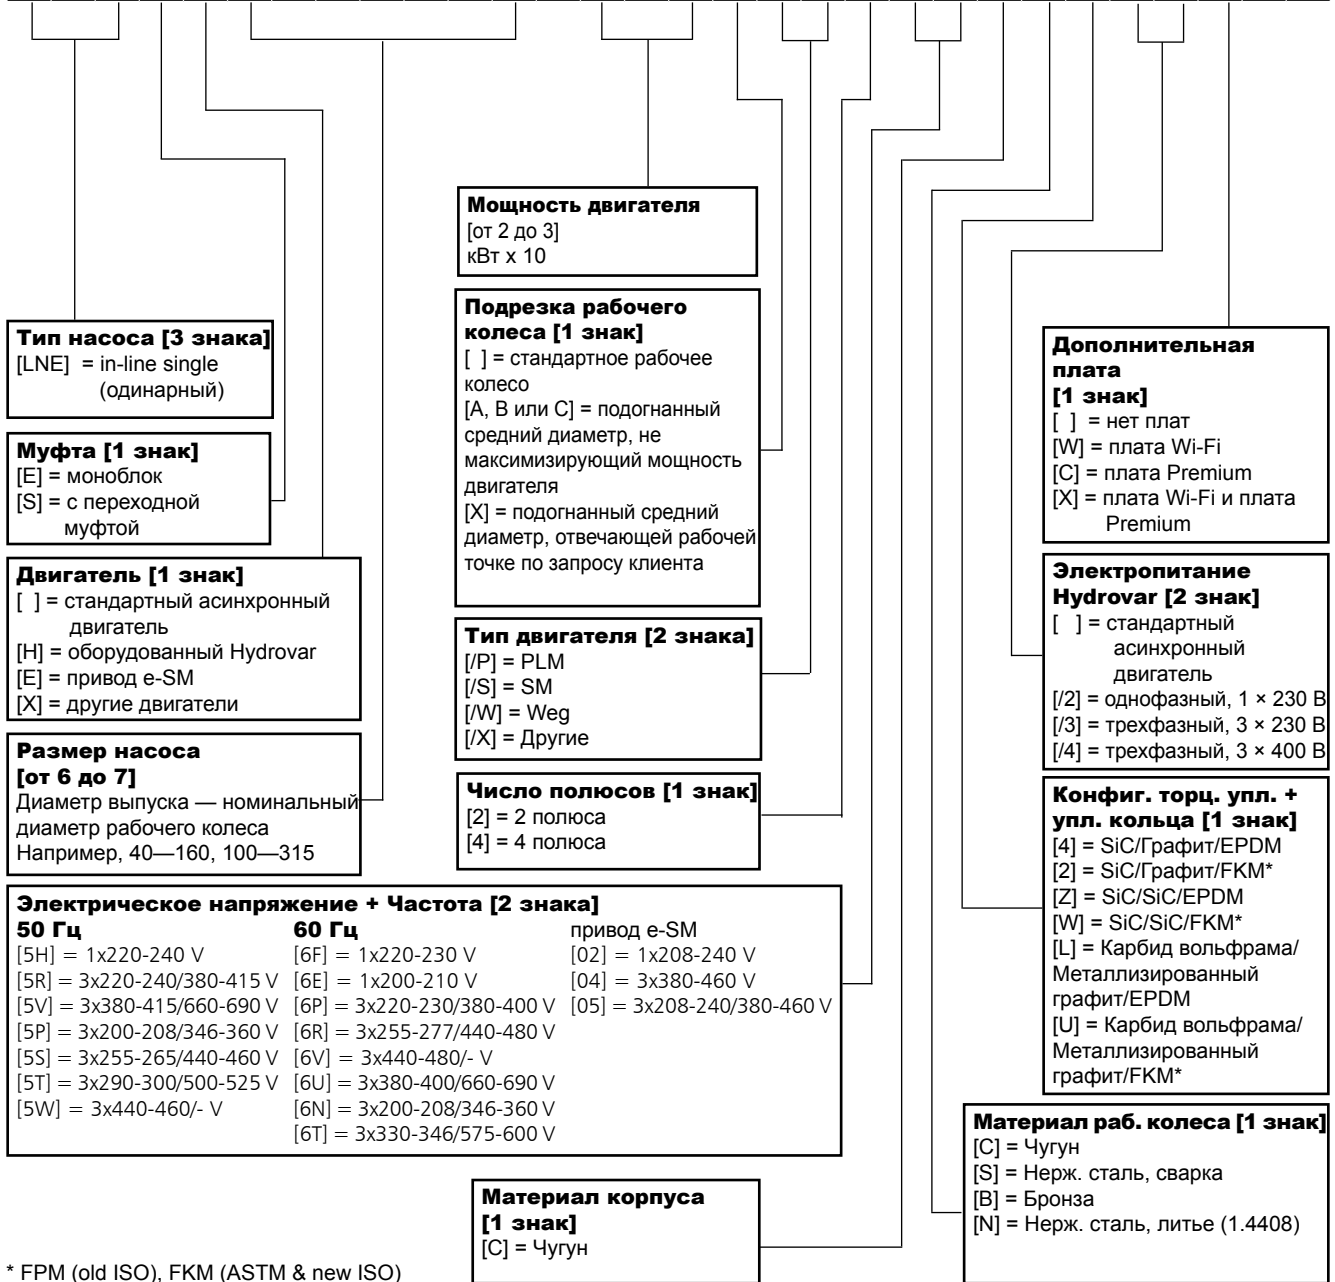 Мощность двигателя
[от 2 до 3]
кВт x 10
Тип насоса [3 знака]
[LNE] = in-line single
(одинарный)
Муфта [1 знак]
[E] = моноблок
[S] = с переходной
муфтой
Двигатель [1 знак]
[ ] = стандартный асинхронный
двигатель
[H] = оборудованный Hydrovar
[E] = привод e-SM
[X] = другие двигатели
Размер насоса
[от 6 до 7]
Диаметр выпуска — номинальный
диаметр рабочего колеса
Например, 40—160, 100—315
Подрезка рабочего
колеса [1 знак]
[ ] = стандартное рабочее
колесо
[A, B или C] = подогнанный
средний диаметр, не
максимизирующий мощность
двигателя
[X] = подогнанный средний
диаметр, отвечающей рабочей
точке по запросу клиента
Тип двигателя [2 знака]
[/P] = PLM
[/S] = SM
[/W] = Weg
[/X] = Другие
Число полюсов [1 знак]
[2] = 2 полюса
[4] = 4 полюса
Дополнительная
плата
[1 знак]
[ ] = нет плат
[W] = плата Wi-Fi
[C] = плата Premium
[X] = плата Wi-Fi и плата
Premium
Электропитание
Hydrovar [2 знак]
[ ] = стандартный
асинхронный
двигатель
[/2] = однофазный, 1 × 230 В
[/3] = трехфазный, 3 × 230 В
[/4] = трехфазный, 3 × 400 В
Конфиг. торц. упл. +
упл. кольца [1 знак]
[4] = SiC/Графит/EPDM
[2] = SiC/Графит/FKM*
[Z] = SiC/SiC/EPDM
[W] = SiC/SiC/FKM*
[L] = Карбид вольфрама/
Металлизированный
графит/EPDM
[U] = Карбид вольфрама/
Металлизированный
графит/FKM*
Электрическое напряжение + Частота [2 знака]
50 Гц 60 Гц привод e-SM
[5H] = 1x220-240 V [6F] = 1x220-230 V [02] = 1x208-240 V
[5R] = 3x220-240/380-415 V [6E] = 1x200-210 V [04] = 3x380-460 V
[5V] = 3x380-415/660-690 V [6P] = 3x220-230/380-400 V [05] = 3x208-240/380-460 V
[5P] = 3x200-208/346-360 V [6R] = 3x255-277/440-480 V
[5S] = 3x255-265/440-460 V [6V] = 3x440-480/- V
[5T] = 3x290-300/500-525 V [6U] = 3x380-400/660-690 V
[5W] = 3x440-460/- V [6N] = 3x200-208/346-360 V
[6T] = 3x330-346/575-600 V
Материал раб. колеса [1 знак]
[C] = Чугун
[S] = Нерж. сталь, сварка
[B] = Бронза
[N] = Нерж. сталь, литье (1.4408)
Материал корпуса
[1 знак]
[C] = Чугун
* FPM (old ISO), FKM (ASTM & new ISO)